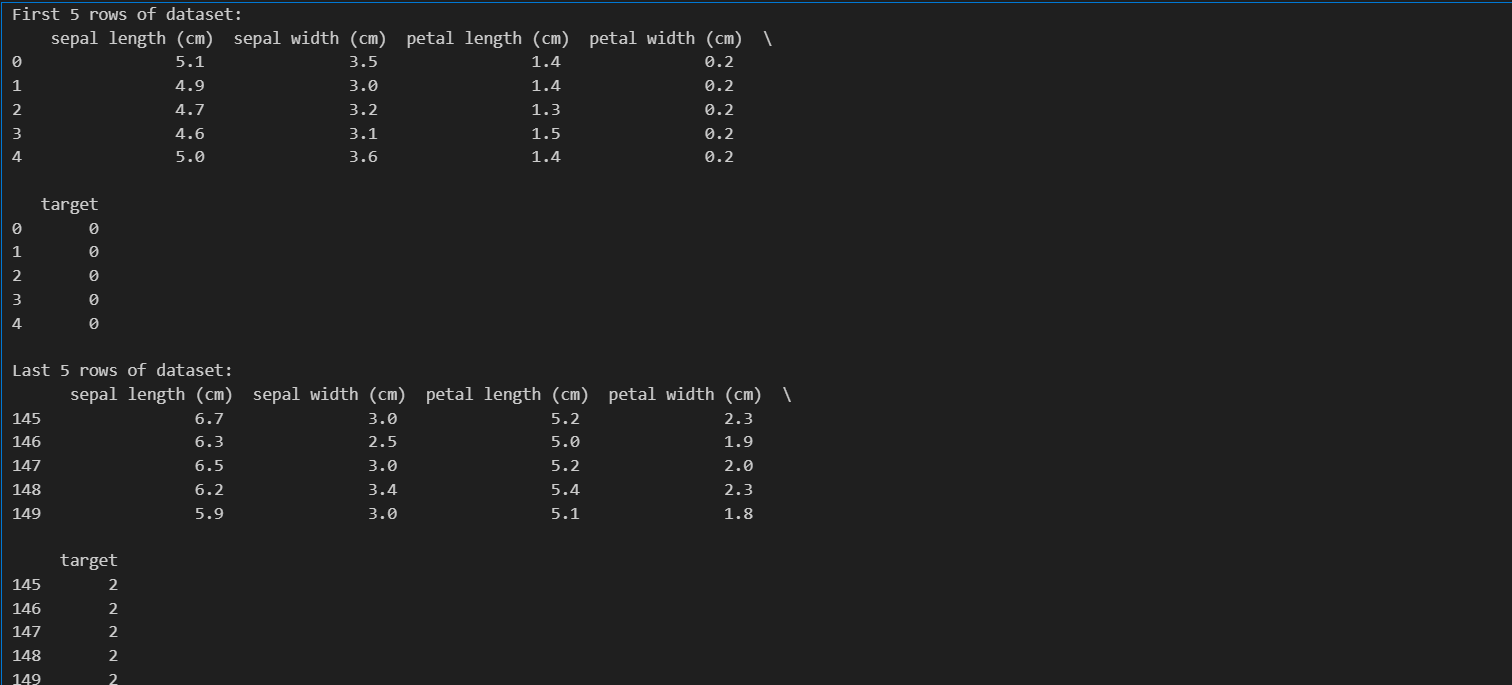 First 5 rows of dataset:
   sepal length (cm)  sepal width (cm)  petal length (cm)  petal width (cm)  \
0                5.1               3.5                1.4               0.2
1                4.9               3.0                1.4               0.2
2                4.7               3.2                1.3               0.2
3                4.6               3.1                1.5               0.2
4                5.0               3.6                1.4               0.2
   target
0       0
1       0
2       0
3       0
4       0
Last 5 rows of dataset:
     sepal length (cm)  sepal width (cm)  petal length (cm)  petal width (cm)  \
145                6.7               3.0                5.2               2.3
146                6.3               2.5                5.0               1.9
147                6.5               3.0                5.2               2.0
148                6.2               3.4                5.4               2.3
149                5.9               3.0                5.1               1.8
     target
145       2
146       2
147       2
148       2
149       2